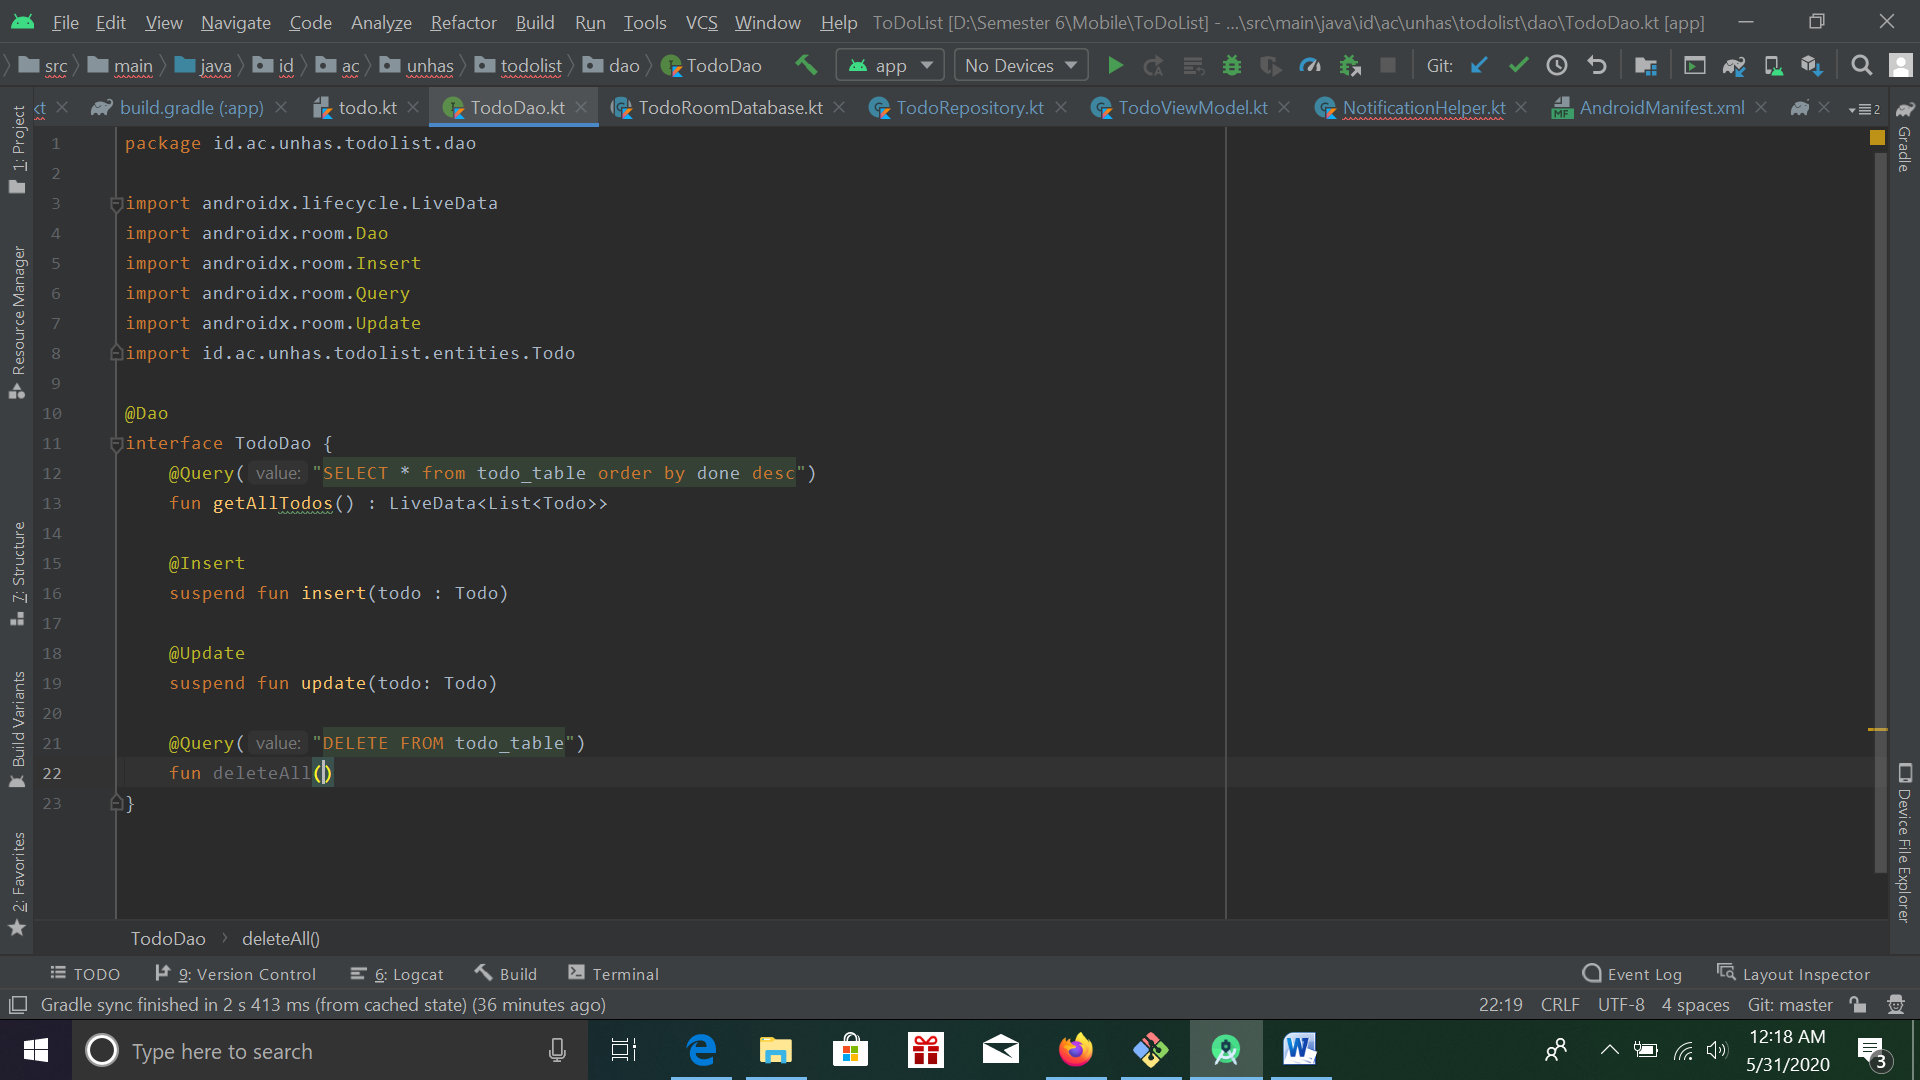 File Edit View Navigate Code Analyze Refactor Build Run Tools VCS Window Help ToDoList [D:\Semester 6\Mobile\ToDoList] - ...\src\main\java\id\ac\unhas\todolist\dao\TodoDao.kt [app]
src main java id ac unhas todolist dao TodoDao app No Devices Git:
kt build.gradle (:app) todo.kt TodoDao.kt TodoRoomDatabase.kt TodoRepository.kt TodoViewModel.kt NotificationHelper.kt AndroidManifest.xml 2
1: Project
Resource Manager
7: Structure
Build Variants
2: Favorites
Gradle
Device File Explorer
1 package id.ac.unhas.todolist.dao
2
3 import androidx.lifecycle.LiveData
4 import androidx.room.Dao
5 import androidx.room.Insert
6 import androidx.room.Query
7 import androidx.room.Update
8 import id.ac.unhas.todolist.entities.Todo
9
10 @Dao
11 interface TodoDao {
12 @Query( value: "SELECT * from todo_table order by done desc")
13 fun getAllTodos() : LiveData<List<Todo>>
14
15 @Insert
16 suspend fun insert(todo : Todo)
17
18 @Update
19 suspend fun update(todo: Todo)
20
21 @Query( value: "DELETE FROM todo_table")
22 fun deleteAll()
23 }
TodoDao deleteAll()
TODO 9: Version Control 6: Logcat Build Terminal Event Log Layout Inspector
Gradle sync finished in 2 s 413 ms (from cached state) (36 minutes ago) 22:19 CRLF UTF-8 4 spaces Git: master
Type here to search
12:18 AM
5/31/2020
3